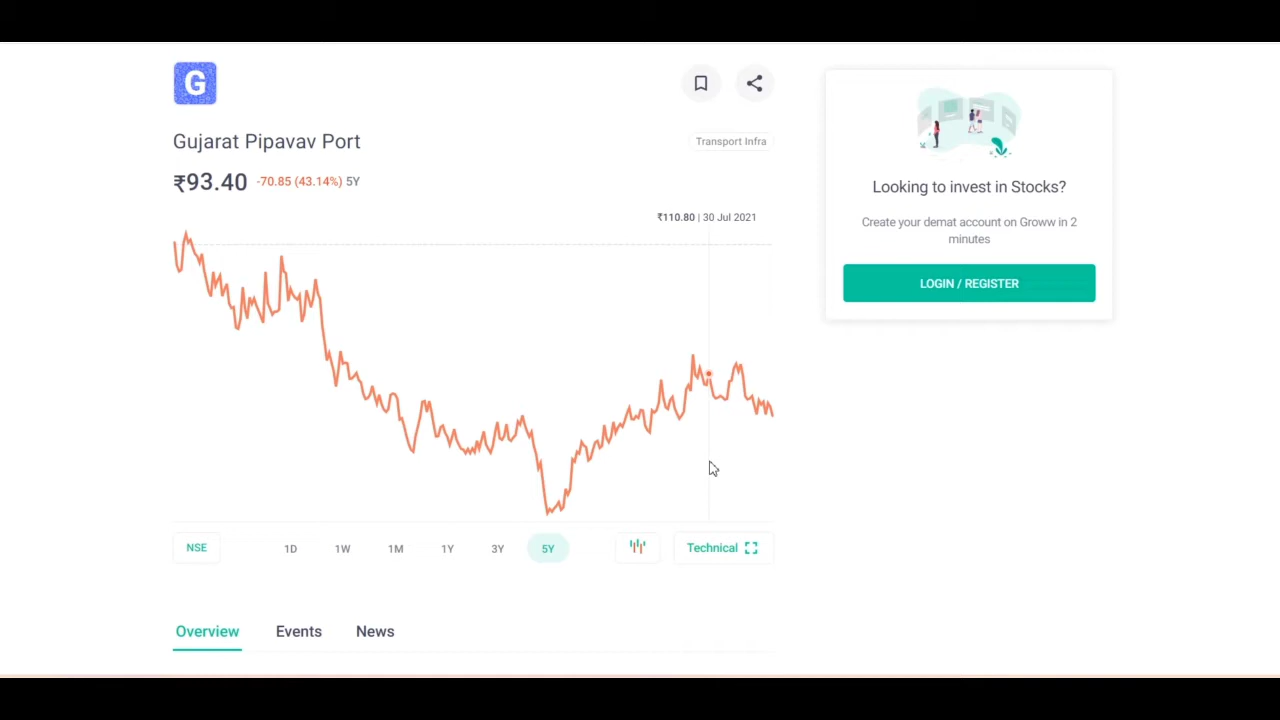 G
Gujarat Pipavav Port
Transport Infra
₹93.40 -70.85 (43.14%) 5Y
₹110.80 | 30 Jul 2021
NSE 1D 1W 1M 1Y 3Y 5Y Technical
Overview Events News
Looking to invest in Stocks?
Create your demat account on Groww in 2
minutes
LOGIN / REGISTER